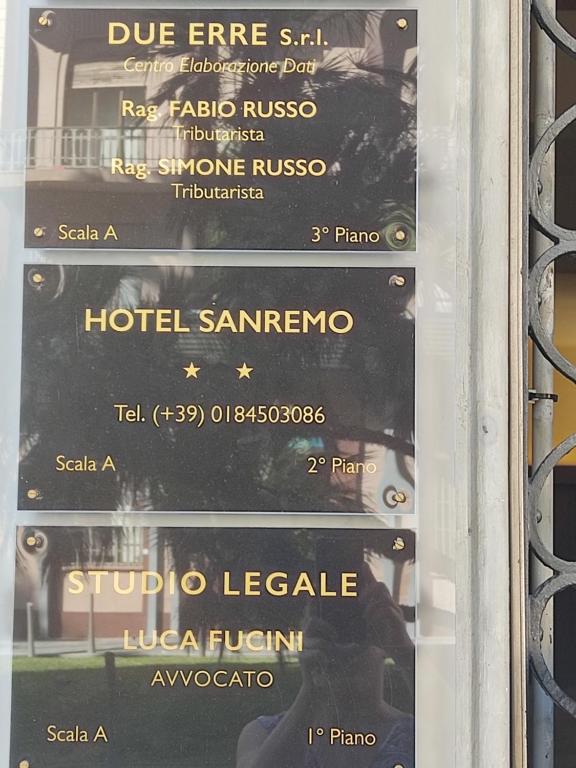 DUE ERRE S.r.l.
Centro Elaborazione Dati
Rag. FABIO RUSSO
Tributarista
Rag. SIMONE RUSSO
Tributarista
Scala A 3° Piano
HOTEL SANREMO
★ ★
Tel. (+39) 0184503086
Scala A 2° Piano
STUDIO LEGALE
LUCA FUCINI
AVVOCATO
Scala A 1° Piano